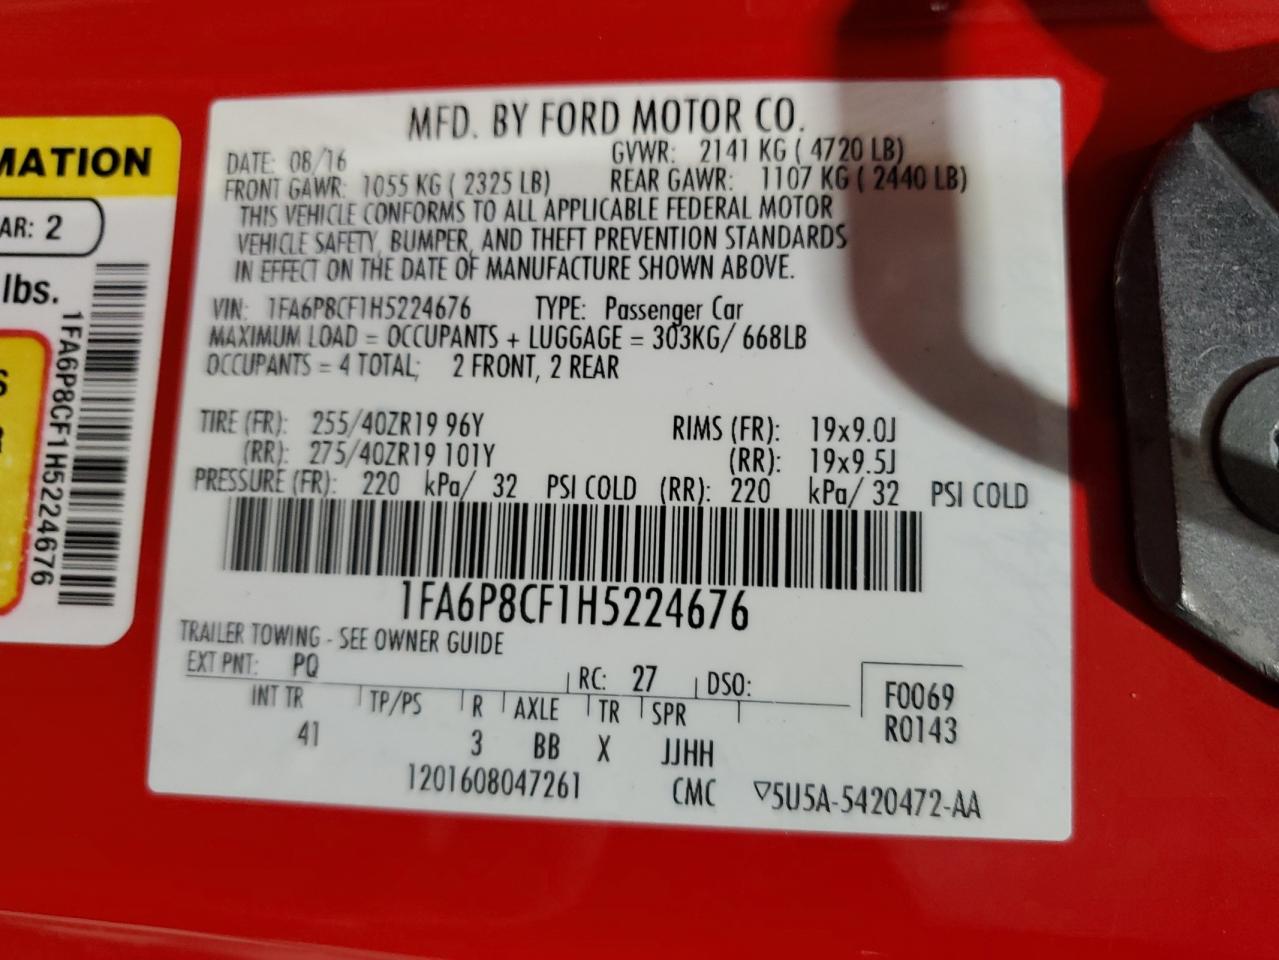 MFD. BY FORD MOTOR CO.
DATE: 08/16 GVWR: 2141 KG ( 4720 LB)
FRONT GAWR: 1055 KG ( 2325 LB) REAR GAWR: 1107 KG ( 2440 LB)
THIS VEHICLE CONFORMS TO ALL APPLICABLE FEDERAL MOTOR
VEHICLE SAFETY, BUMPER, AND THEFT PREVENTION STANDARDS
IN EFFECT ON THE DATE OF MANUFACTURE SHOWN ABOVE.
VIN: 1FA6P8CF1H5224676 TYPE: Passenger Car
MAXIMUM LOAD = OCCUPANTS + LUGGAGE = 303KG/ 668LB
OCCUPANTS = 4 TOTAL; 2 FRONT, 2 REAR
TIRE (FR): 255/40ZR19 96Y RIMS (FR): 19x9.0J
(RR): 275/40ZR19 101Y (RR): 19x9.5J
PRESSURE (FR): 220 kPa/ 32 PSI COLD (RR): 220 kPa/ 32 PSI COLD
1FA6P8CF1H5224676
TRAILER TOWING - SEE OWNER GUIDE
EXT PNT: PQ RC: 27 DSO: F0069
INT TR TP/PS R AXLE TR SPR R0143
41 3 BB X JJHH
1201608047261 CMC ▽5U5A-5420472-AA
MATION
AR: 2
lbs.
1FA6P8CF1H5224676